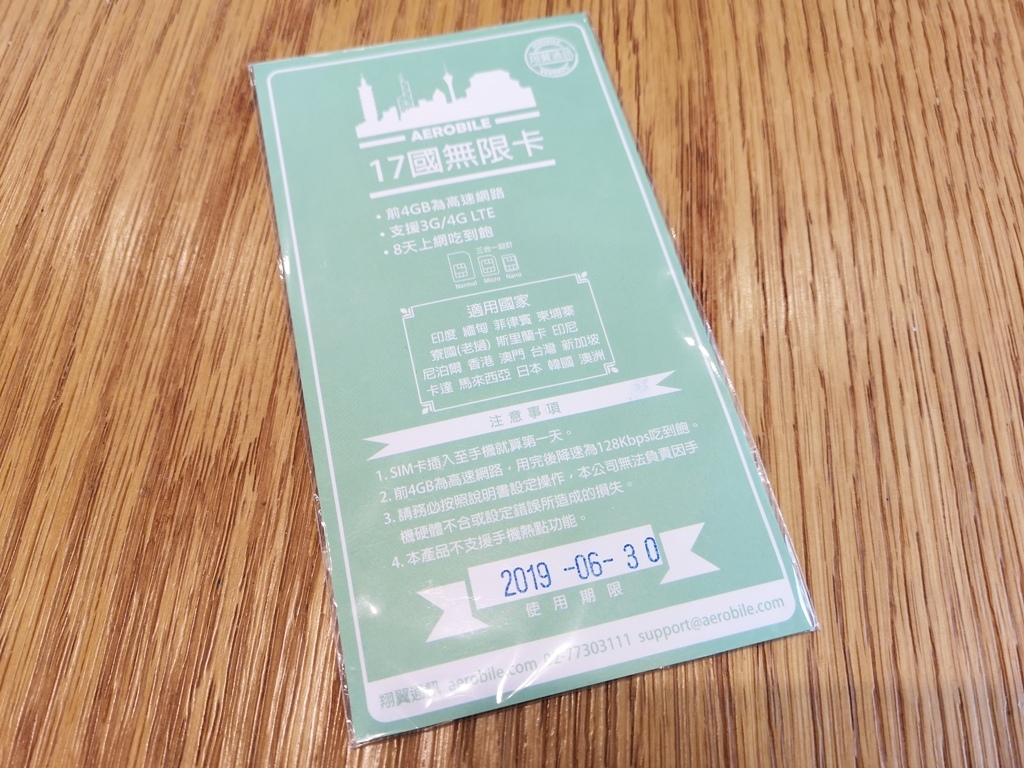 翔翼通訊
AEROBILE
17國無限卡
• 前4GB為高速網路
• 支援3G/4G LTE
• 8天上網吃到飽
三合一設計
Normal Micro Nano
適用國家
印度 緬甸 菲律賓 柬埔寨
寮國(老撾) 斯里蘭卡 印尼
尼泊爾 香港 澳門 台灣 新加坡
卡達 馬來西亞 日本 韓國 澳洲
注意事項
1. SIM卡插入至手機就算第一天。
2. 前4GB為高速網路，用完後降速為128Kbps吃到飽。
3. 請務必按照說明書設定操作，本公司無法負責因手
機硬體不合或設定錯誤所造成的損失。
4. 本產品不支援手機熱點功能。
2019 -06- 30
使用期限
翔翼通訊 aerobile.com 02-77303111 support@aerobile.com